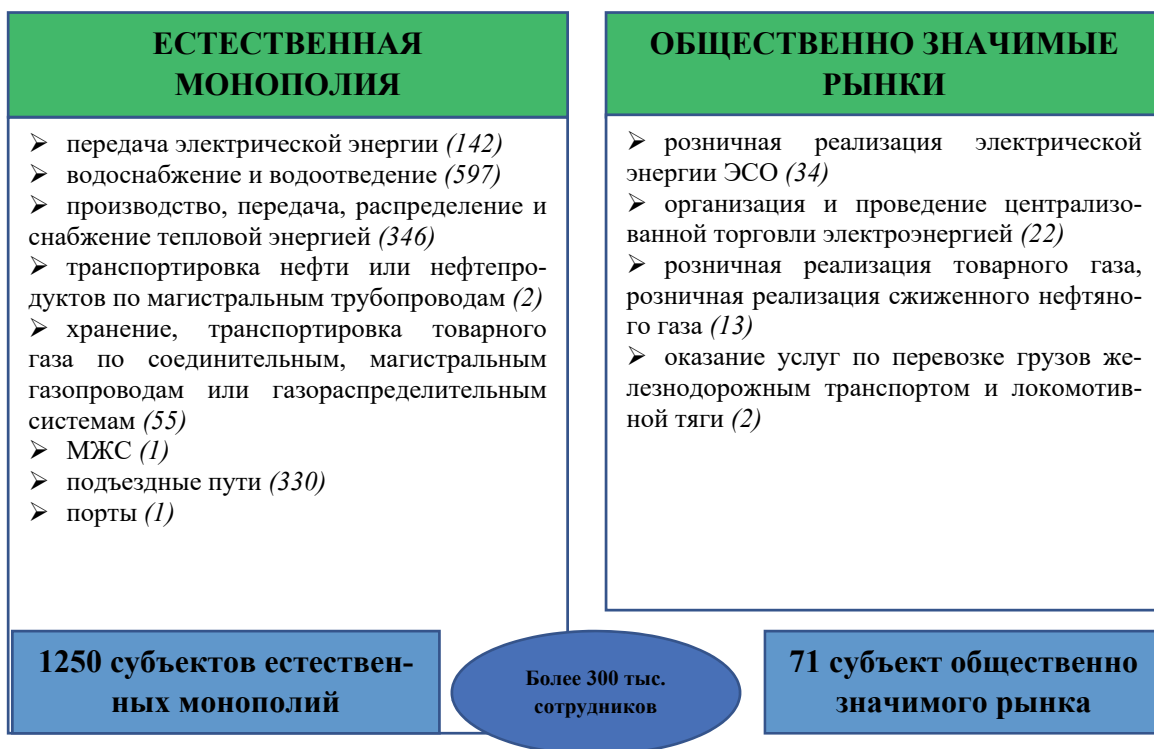 ЕСТЕСТВЕННАЯ
МОНОПОЛИЯ
➢ передача электрической энергии (142)
➢ водоснабжение и водоотведение (597)
➢ производство, передача, распределение и
снабжение тепловой энергией (346)
➢ транспортировка нефти или нефтепро-
дуктов по магистральным трубопроводам (2)
➢ хранение, транспортировка товарного
газа по соединительным, магистральным
газопроводам или газораспределительным
системам (55)
➢ МЖС (1)
➢ подъездные пути (330)
➢ порты (1)
1250 субъектов естествен-
ных монополий
ОБЩЕСТВЕННО ЗНАЧИМЫЕ
РЫНКИ
➢ розничная реализация электрической
энергии ЭСО (34)
➢ организация и проведение централизо-
ванной торговли электроэнергией (22)
➢ розничная реализация товарного газа,
розничная реализация сжиженного нефтяно-
го газа (13)
➢ оказание услуг по перевозке грузов же-
лезнодорожным транспортом и локомотив-
ной тяги (2)
Более 300 тыс.
сотрудников
71 субъект общественно
значимого рынка